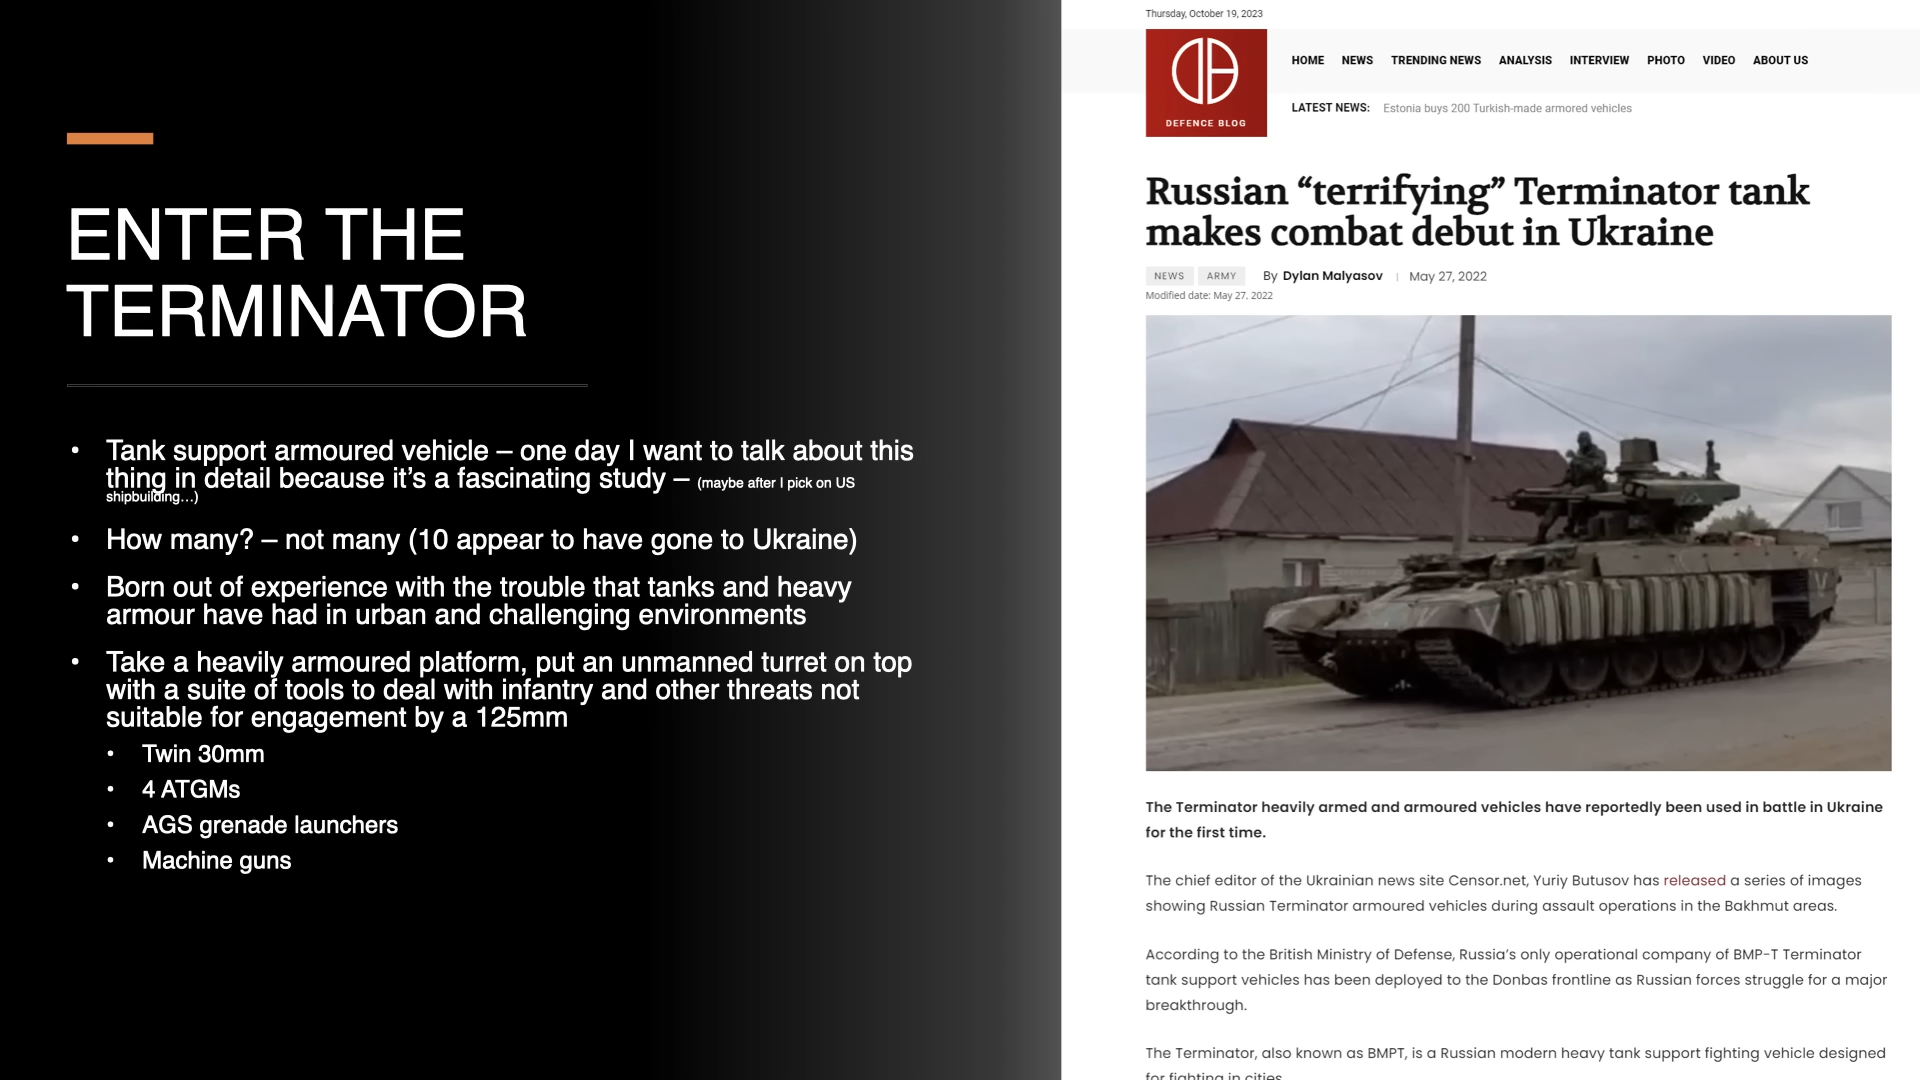 ENTER THE
TERMINATOR
• Tank support armoured vehicle – one day I want to talk about this
thing in detail because it’s a fascinating study – (maybe after I pick on US
shipbuilding…)
• How many? – not many (10 appear to have gone to Ukraine)
• Born out of experience with the trouble that tanks and heavy
armour have had in urban and challenging environments
• Take a heavily armoured platform, put an unmanned turret on top
with a suite of tools to deal with infantry and other threats not
suitable for engagement by a 125mm
• Twin 30mm
• 4 ATGMs
• AGS grenade launchers
• Machine guns
Thursday, October 19, 2023
DEFENCE BLOG
HOME NEWS TRENDING NEWS ANALYSIS INTERVIEW PHOTO VIDEO ABOUT US
LATEST NEWS: Estonia buys 200 Turkish-made armored vehicles
Russian “terrifying” Terminator tank
makes combat debut in Ukraine
NEWS ARMY By Dylan Malyasov | May 27, 2022
Modified date: May 27, 2022
The Terminator heavily armed and armoured vehicles have reportedly been used in battle in Ukraine
for the first time.
The chief editor of the Ukrainian news site Censor.net, Yuriy Butusov has released a series of images
showing Russian Terminator armoured vehicles during assault operations in the Bakhmut areas.
According to the British Ministry of Defense, Russia’s only operational company of BMP-T Terminator
tank support vehicles has been deployed to the Donbas frontline as Russian forces struggle for a major
breakthrough.
The Terminator, also known as BMPT, is a Russian modern heavy tank support fighting vehicle designed
for fighting in cities